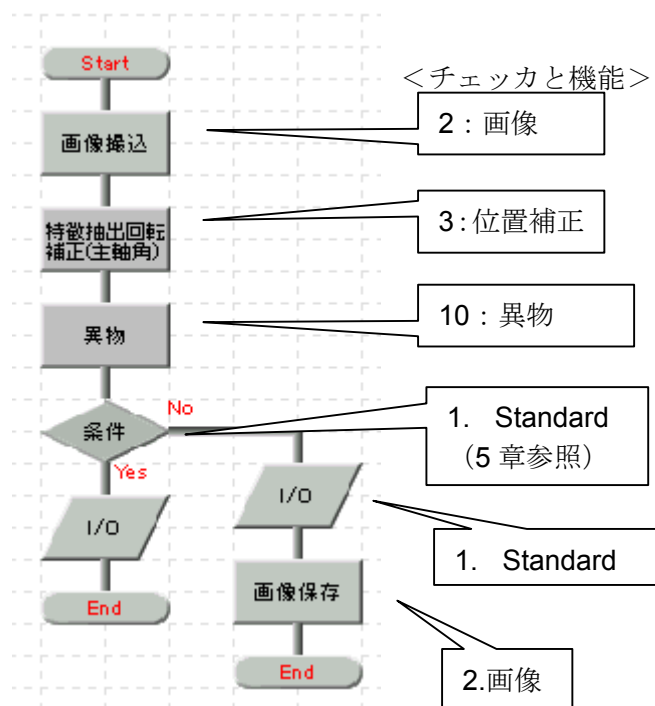 Start
＜チェッカと機能＞
画像撮込
2：画像
特徴抽出回転
補正(主軸角)
3：位置補正
異物
10：異物
条件
No
Yes
1. Standard
（5 章参照）
I/O
I/O
1. Standard
End
画像保存
End
2.画像